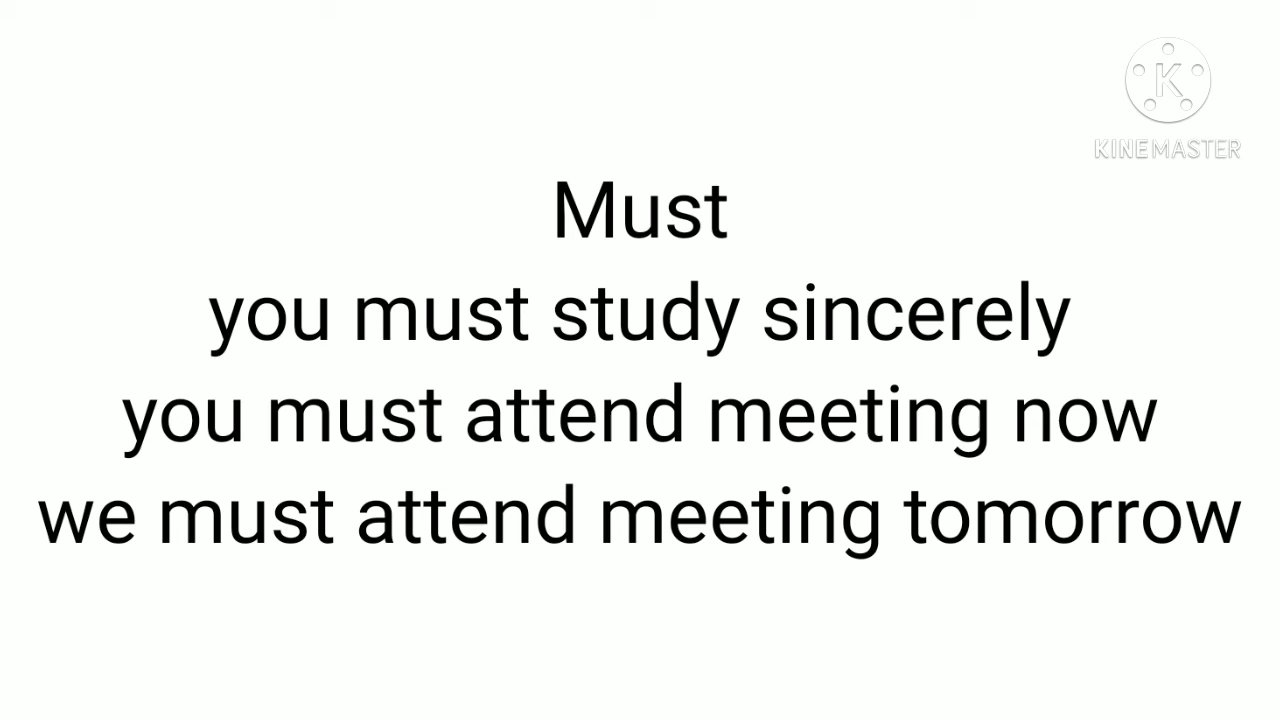 K
KINEMASTER
Must
you must study sincerely
you must attend meeting now
we must attend meeting tomorrow